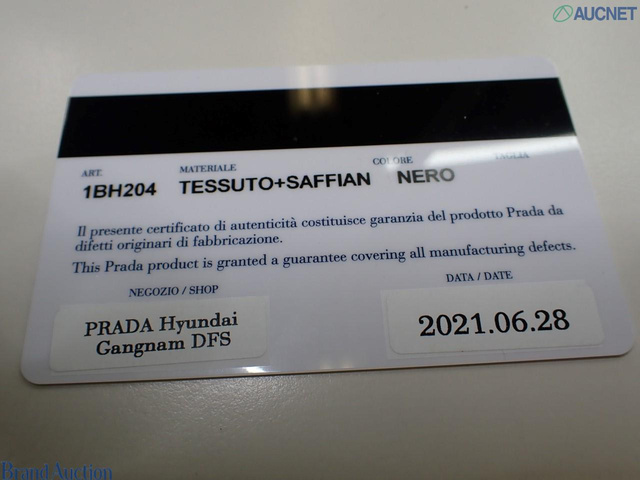 AUCNET
ART.
MATERIALE
COLORE
TAGLIA
1BH204
TESSUTO+SAFFIAN
NERO
Il presente certificato di autenticità costituisce garanzia del prodotto Prada da
difetti originari di fabbricazione.
This Prada product is granted a guarantee covering all manufacturing defects.
NEGOZIO / SHOP
DATA / DATE
PRADA Hyundai
Gangnam DFS
2021.06.28
Brand Auction